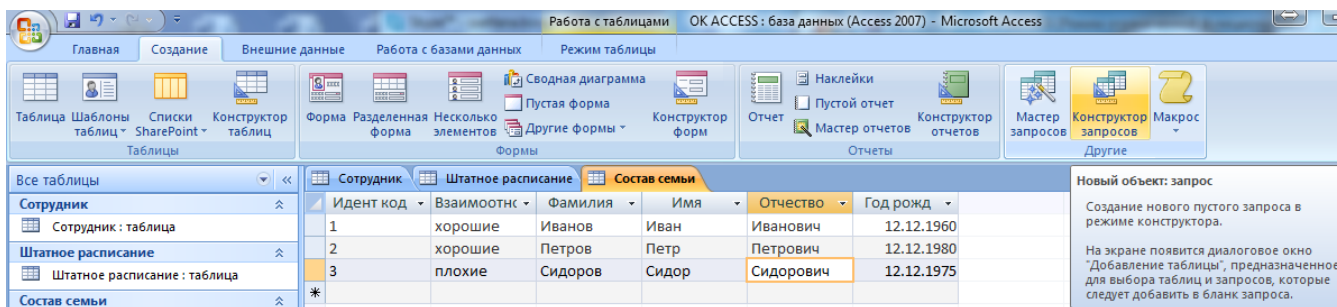 Работа с таблицами OK ACCESS : база данных (Access 2007) - Microsoft Access
Главная Создание Внешние данные Работа с базами данных Режим таблицы
Таблица Шаблоны таблиц Списки SharePoint Конструктор таблиц
Таблицы
Форма Разделенная форма Несколько элементов
Сводная диаграмма
Пустая форма
Другие формы
Конструктор форм
Формы
Отчет
Наклейки
Пустой отчет
Мастер отчетов
Конструктор отчетов
Отчеты
Мастер запросов Конструктор запросов Макрос
Другие
Все таблицы
Сотрудник
Сотрудник : таблица
Штатное расписание
Штатное расписание : таблица
Состав семьи
Сотрудник Штатное расписание Состав семьи
Идент код Взаимоотнс Фамилия Имя Отчество Год рожд
1 хорошие Иванов Иван Иванович 12.12.1960
2 хорошие Петров Петр Петрович 12.12.1980
3 плохие Сидоров Сидор Сидорович 12.12.1975
Новый объект: запрос
Создание нового пустого запроса в
режиме конструктора.
На экране появится диалоговое окно
"Добавление таблицы", предназначенное
для выбора таблиц и запросов, которые
следует добавить в бланк запроса.